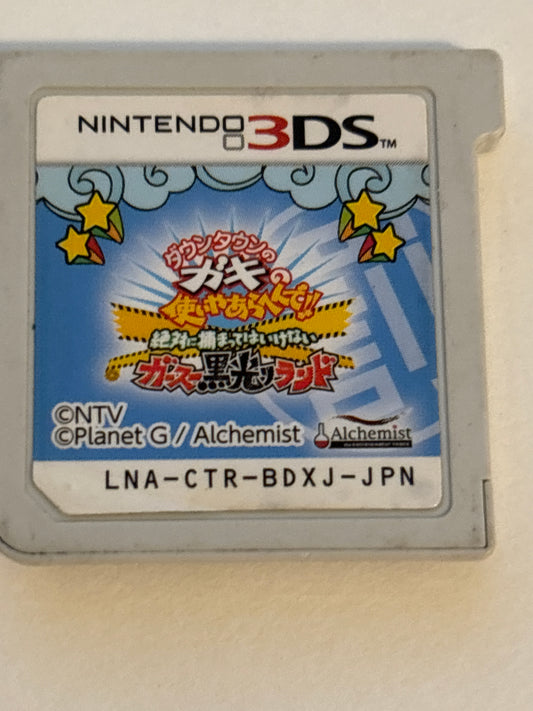 NINTENDO 3DS™
ダウンタウンの
ガキの
使いやあらへんで!!
絶対に捕まってはいけない
ガースー黒光りランド
©NTV
©Planet G / Alchemist
Alchemist
LNA-CTR-BDXJ-JPN